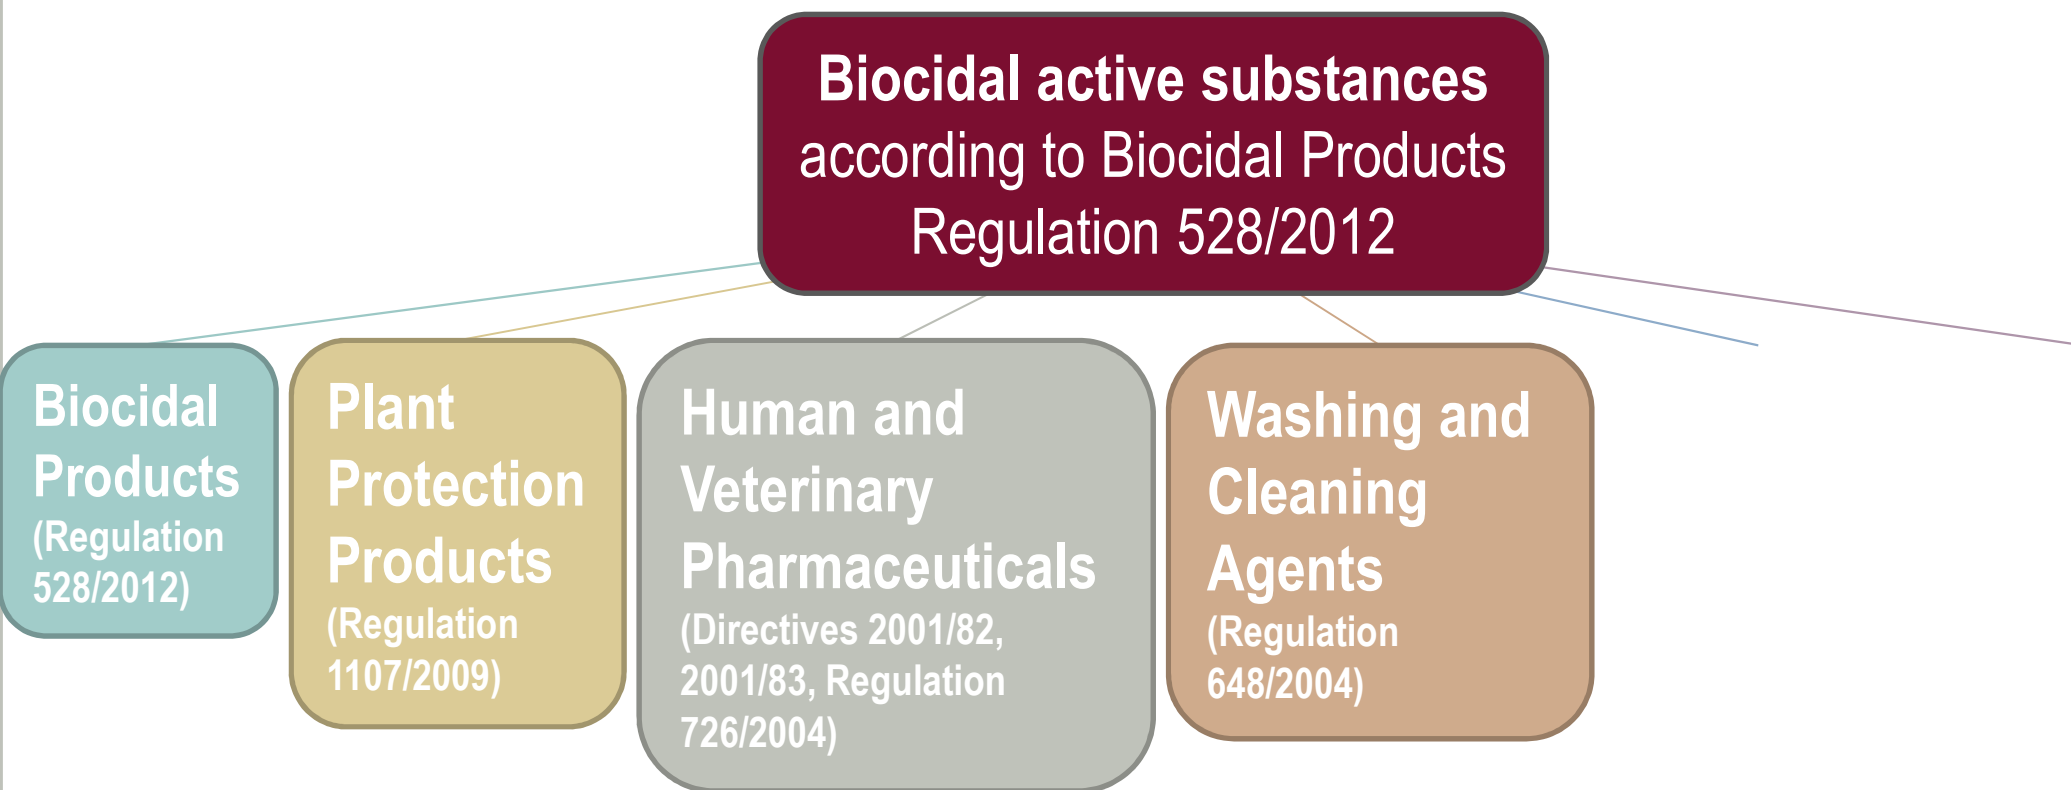 Biocidal active substances
according to Biocidal Products
Regulation 528/2012
Biocidal
Products
(Regulation
528/2012)
Plant
Protection
Products
(Regulation
1107/2009)
Human and
Veterinary
Pharmaceuticals
(Directives 2001/82,
2001/83, Regulation
726/2004)
Washing and
Cleaning
Agents
(Regulation
648/2004)